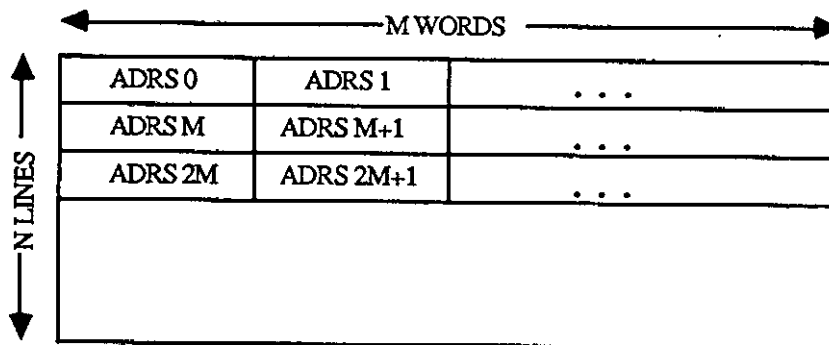 M WORDS
ADRS 0 ADRS 1 . . .
ADRS M ADRS M+1 . . .
ADRS 2M ADRS 2M+1 . . .
N LINES